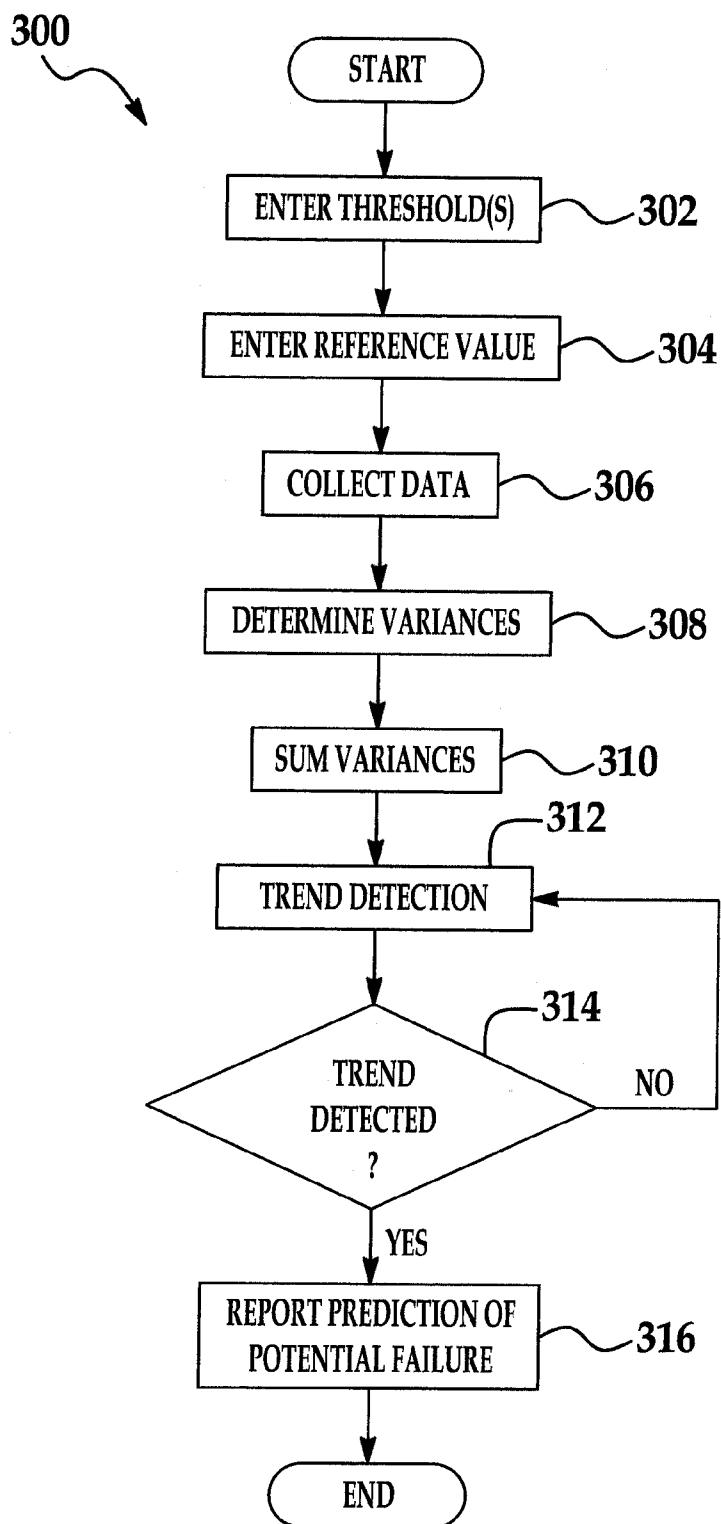 300
START
ENTER THRESHOLD(S)
302
ENTER REFERENCE VALUE
304
COLLECT DATA
306
DETERMINE VARIANCES
308
SUM VARIANCES
310
312
TREND DETECTION
314
TREND
DETECTED
?
NO
YES
REPORT PREDICTION OF
POTENTIAL FAILURE
316
END